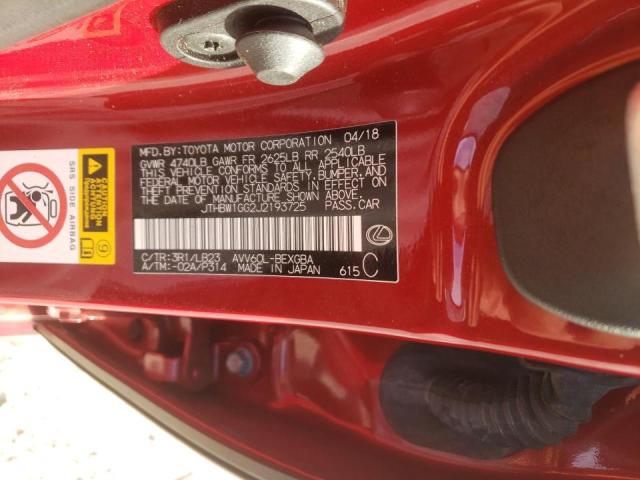 MFD. BY: TOYOTA MOTOR CORPORATION 04/18
GVWR 4740LB GAWR FR 2625LB RR 2540LB
THIS VEHICLE CONFORMS TO ALL APPLICABLE
FEDERAL MOTOR VEHICLE SAFETY, BUMPER, AND
THEFT PREVENTION STANDARDS IN EFFECT ON THE DATE
OF MANUFACTURE SHOWN ABOVE.
JTHBW1GG2J2193725 PASS.CAR
C/TR:3R1/LB23 AVV60L-BEXGBA
A/TM:-02A/P314 MADE IN JAPAN 615 C
SRS SIDE AIRBAG
9